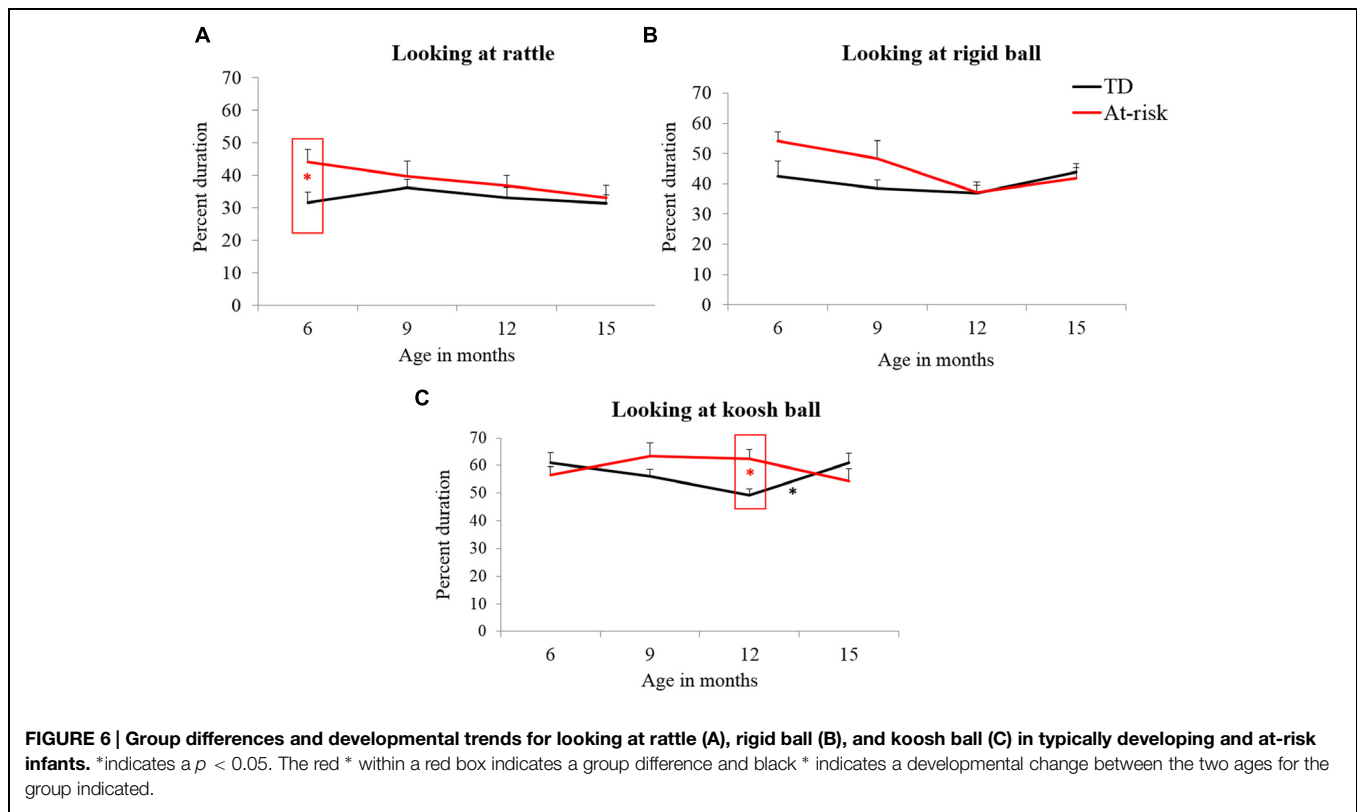 A
Looking at rattle
70
60
50
40
30
20
10
0
Percent duration
*
6 9 12 15
Age in months
B
Looking at rigid ball
70
60
50
40
30
20
10
0
Percent duration
TD
At-risk
6 9 12 15
Age in months
C
Looking at koosh ball
70
60
50
40
30
20
10
0
Percent duration
*
*
6 9 12 15
Age in months
FIGURE 6 | Group differences and developmental trends for looking at rattle (A), rigid ball (B), and koosh ball (C) in typically developing and at-risk
infants. *indicates a p < 0.05. The red * within a red box indicates a group difference and black * indicates a developmental change between the two ages for the
group indicated.